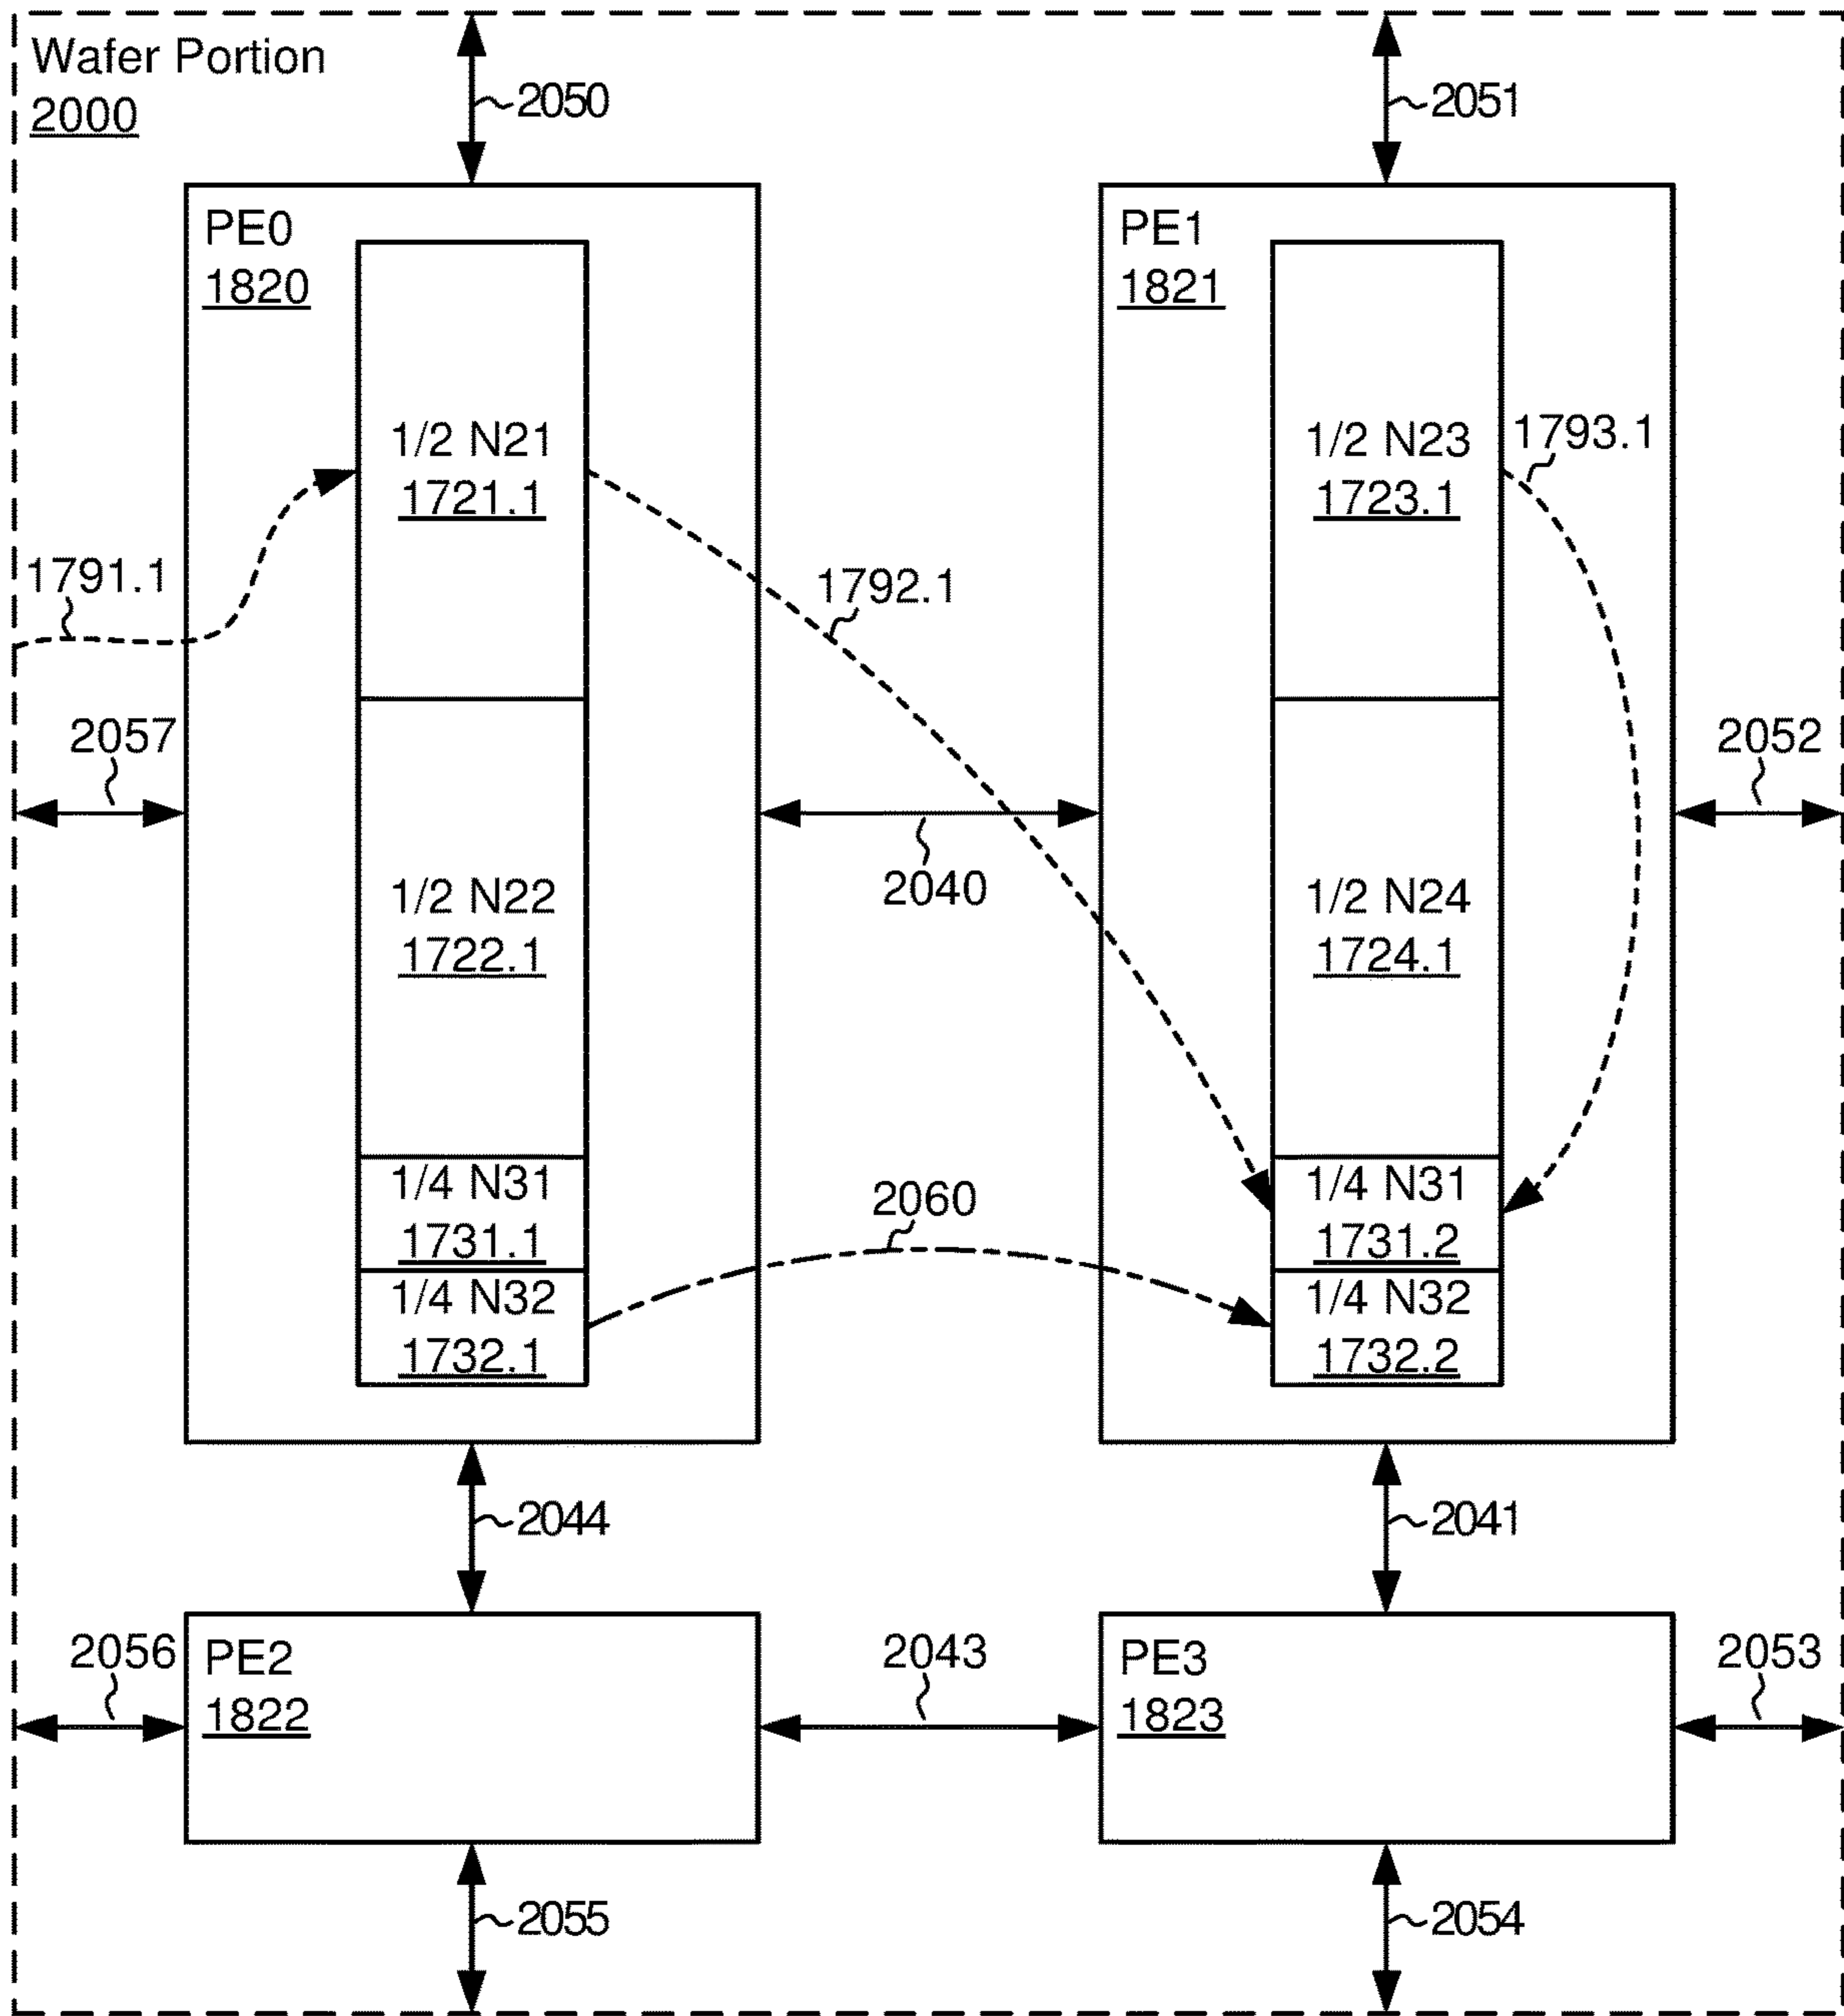 Wafer Portion
2000
2050
2051
PE0
1820
PE1
1821
1/2 N21
1721.1
1/2 N23
1723.1
1793.1
1791.1
1792.1
2057
2052
2040
1/2 N22
1722.1
1/2 N24
1724.1
1/4 N31
1731.1
2060
1/4 N31
1731.2
1/4 N32
1732.1
1/4 N32
1732.2
2044
2041
2056
PE2
1822
2043
PE3
1823
2053
2055
2054